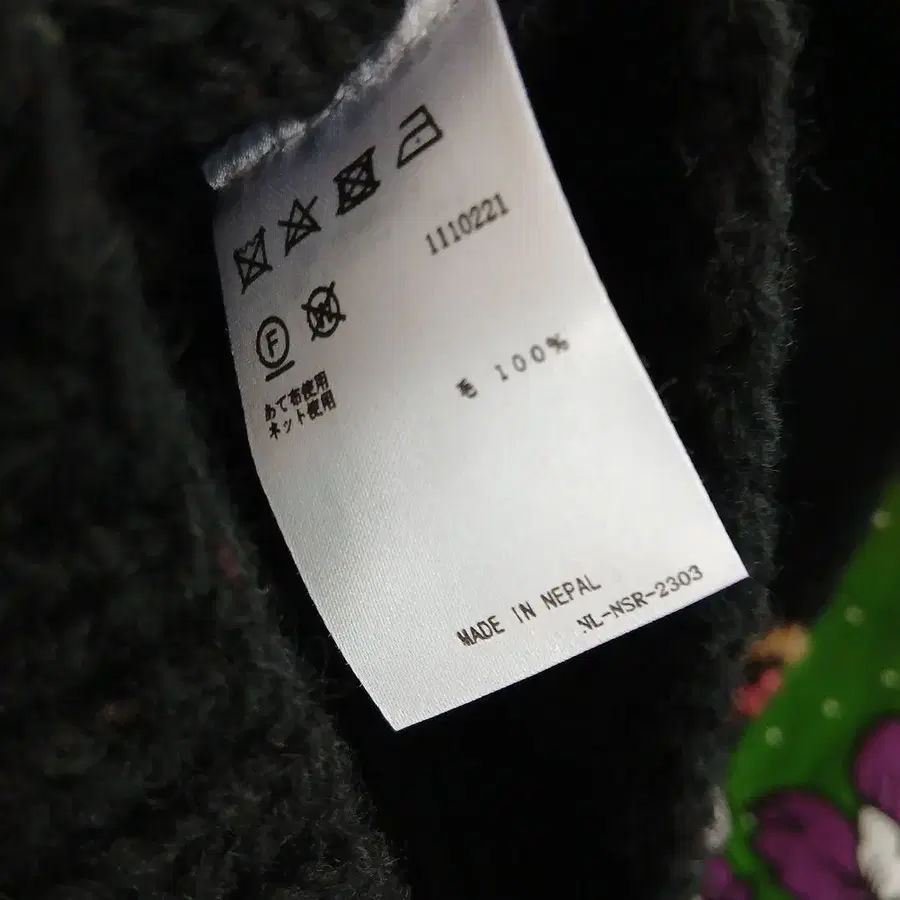 1110221
F
W
あて布使用
ネット使用
毛 100%
MADE IN NEPAL
NL-NSR-2303